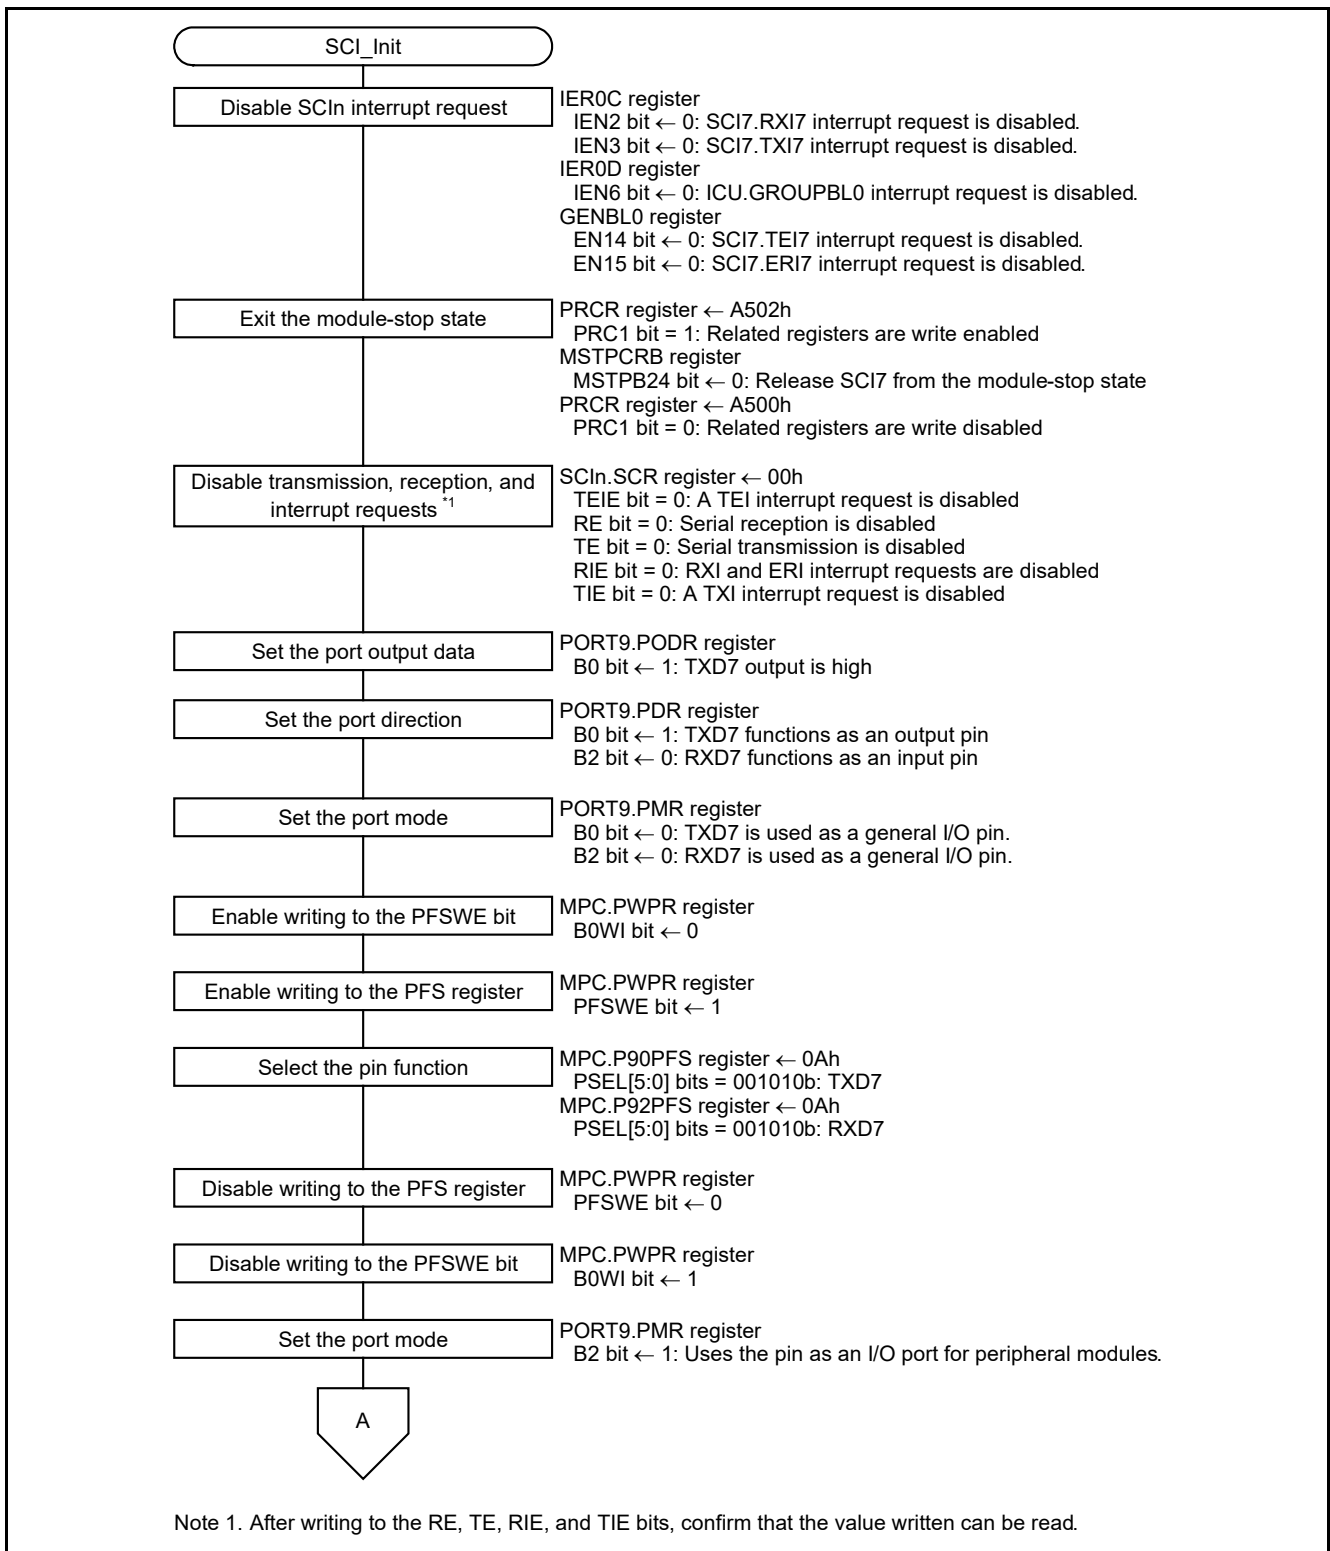 SCI_Init
Disable SCIn interrupt request
IER0C register
IEN2 bit ← 0: SCI7.RXI7 interrupt request is disabled.
IEN3 bit ← 0: SCI7.TXI7 interrupt request is disabled.
IER0D register
IEN6 bit ← 0: ICU.GROUPBL0 interrupt request is disabled.
GENBL0 register
EN14 bit ← 0: SCI7.TEI7 interrupt request is disabled.
EN15 bit ← 0: SCI7.ERI7 interrupt request is disabled.
Exit the module-stop state
PRCR register ← A502h
PRC1 bit = 1: Related registers are write enabled
MSTPCRB register
MSTPB24 bit ← 0: Release SCI7 from the module-stop state
PRCR register ← A500h
PRC1 bit = 0: Related registers are write disabled
Disable transmission, reception, and
interrupt requests *1
SCIn.SCR register ← 00h
TEIE bit = 0: A TEI interrupt request is disabled
RE bit = 0: Serial reception is disabled
TE bit = 0: Serial transmission is disabled
RIE bit = 0: RXI and ERI interrupt requests are disabled
TIE bit = 0: A TXI interrupt request is disabled
Set the port output data
PORT9.PODR register
B0 bit ← 1: TXD7 output is high
Set the port direction
PORT9.PDR register
B0 bit ← 1: TXD7 functions as an output pin
B2 bit ← 0: RXD7 functions as an input pin
Set the port mode
PORT9.PMR register
B0 bit ← 0: TXD7 is used as a general I/O pin.
B2 bit ← 0: RXD7 is used as a general I/O pin.
Enable writing to the PFSWE bit
MPC.PWPR register
B0WI bit ← 0
Enable writing to the PFS register
MPC.PWPR register
PFSWE bit ← 1
Select the pin function
MPC.P90PFS register ← 0Ah
PSEL[5:0] bits = 001010b: TXD7
MPC.P92PFS register ← 0Ah
PSEL[5:0] bits = 001010b: RXD7
Disable writing to the PFS register
MPC.PWPR register
PFSWE bit ← 0
Disable writing to the PFSWE bit
MPC.PWPR register
B0WI bit ← 1
Set the port mode
PORT9.PMR register
B2 bit ← 1: Uses the pin as an I/O port for peripheral modules.
A
Note 1. After writing to the RE, TE, RIE, and TIE bits, confirm that the value written can be read.